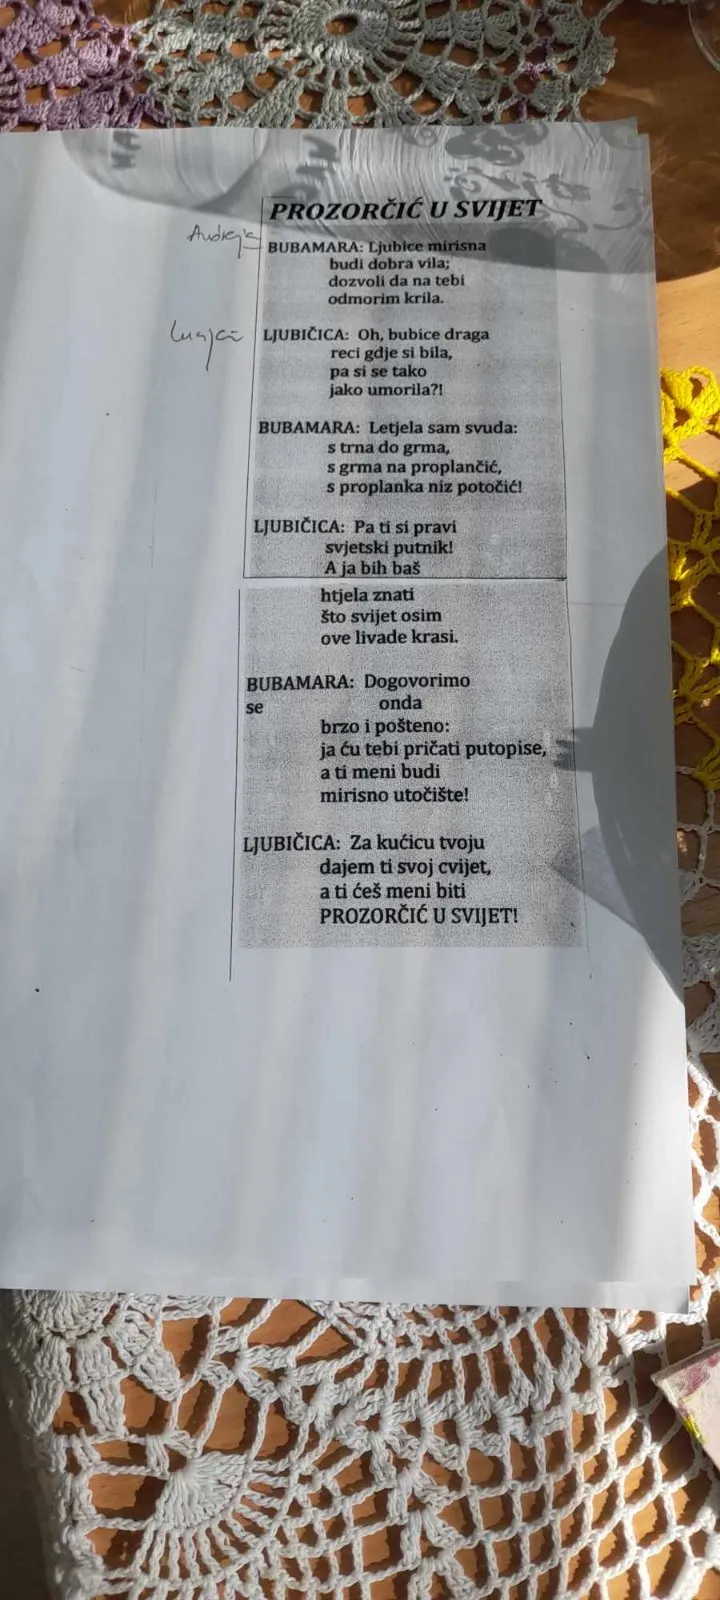 PROZORČIĆ U SVIJET
Andreja
BUBAMARA: Ljubice mirisna
budi dobra vila;
dozvoli da na tebi
odmorim krila.
LJUBIČICA: Oh, bubice draga
reci gdje si bila,
pa si se tako
jako umorila?!
BUBAMARA: Letjela sam svuda:
s trna do grma,
s grma na proplančić,
s proplanka niz potočić!
LJUBIČICA: Pa ti si pravi
svjetski putnik!
A ja bih baš
htjela znati
što svijet osim
ove livade krasi.
BUBAMARA: Dogovorimo
se onda
brzo i pošteno:
ja ću tebi pričati putopise,
a ti meni budi
mirisno utočište!
LJUBIČICA: Za kućicu tvoju
dajem ti svoj cvijet,
a ti ćeš meni biti
PROZORČIĆ U SVIJET!